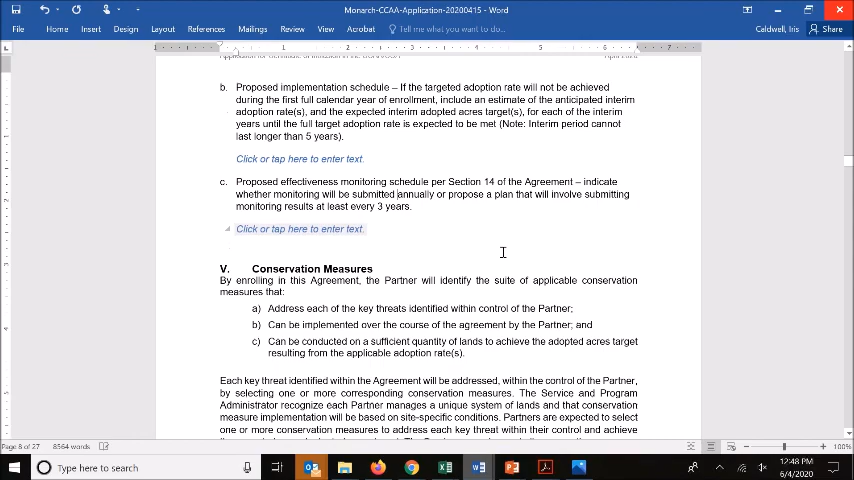 Monarch-CCAA-Application-20200415 - Word
Caldwell, Iris
File Home Insert Design Layout References Mailings Review View Acrobat Tell me what you want to do... Share
b. Proposed implementation schedule – If the targeted adoption rate will not be achieved
during the first full calendar year of enrollment, include an estimate of the anticipated interim
adoption rate(s), and the expected interim adopted acres target(s), for each of the interim
years until the full target adoption rate is expected to be met (Note: Interim period cannot
last longer than 5 years).
Click or tap here to enter text.
c. Proposed effectiveness monitoring schedule per Section 14 of the Agreement – indicate
whether monitoring will be submitted annually or propose a plan that will involve submitting
monitoring results at least every 3 years.
Click or tap here to enter text.
V. Conservation Measures
By enrolling in this Agreement, the Partner will identify the suite of applicable conservation
measures that:
a) Address each of the key threats identified within control of the Partner;
b) Can be implemented over the course of the agreement by the Partner; and
c) Can be conducted on a sufficient quantity of lands to achieve the adopted acres target
resulting from the applicable adoption rate(s).
Each key threat identified within the Agreement will be addressed, within the control of the Partner,
by selecting one or more corresponding conservation measures. The Service and Program
Administrator recognize each Partner manages a unique system of lands and that conservation
measure implementation will be based on site-specific conditions. Partners are expected to select
one or more conservation measures to address each key threat within their control and achieve
Page 8 of 27 8564 words 100%
Type here to search
12:48 PM
6/4/2020